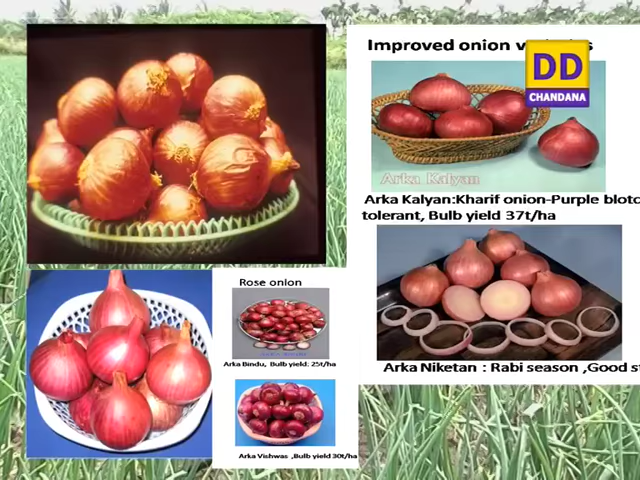 Improved onion
DD
CHANDANA
Arka Kalyan
Arka Kalyan:Kharif onion-Purple
tolerant, Bulb yield 37t/ha
Rose onion
Arka Bindu, Bulb yield: 25t/ha
Arka Niketan : Rabi season ,Good
Arka Vishwas ,Bulb yield 30t/ha